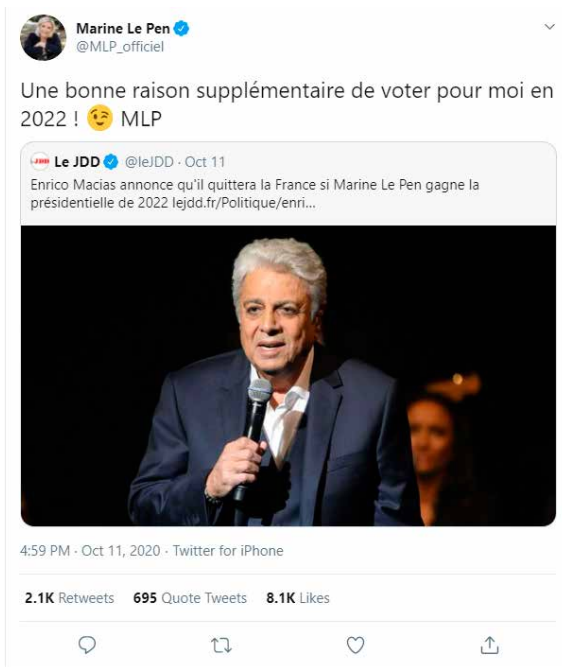 Marine Le Pen
@MLP_officiel
Une bonne raison supplémentaire de voter pour moi en
2022 ! 😉 MLP
JDD Le JDD @leJDD · Oct 11
Enrico Macias annonce qu'il quittera la France si Marine Le Pen gagne la
présidentielle de 2022 lejdd.fr/Politique/enri...
4:59 PM · Oct 11, 2020 · Twitter for iPhone
2.1K Retweets 695 Quote Tweets 8.1K Likes